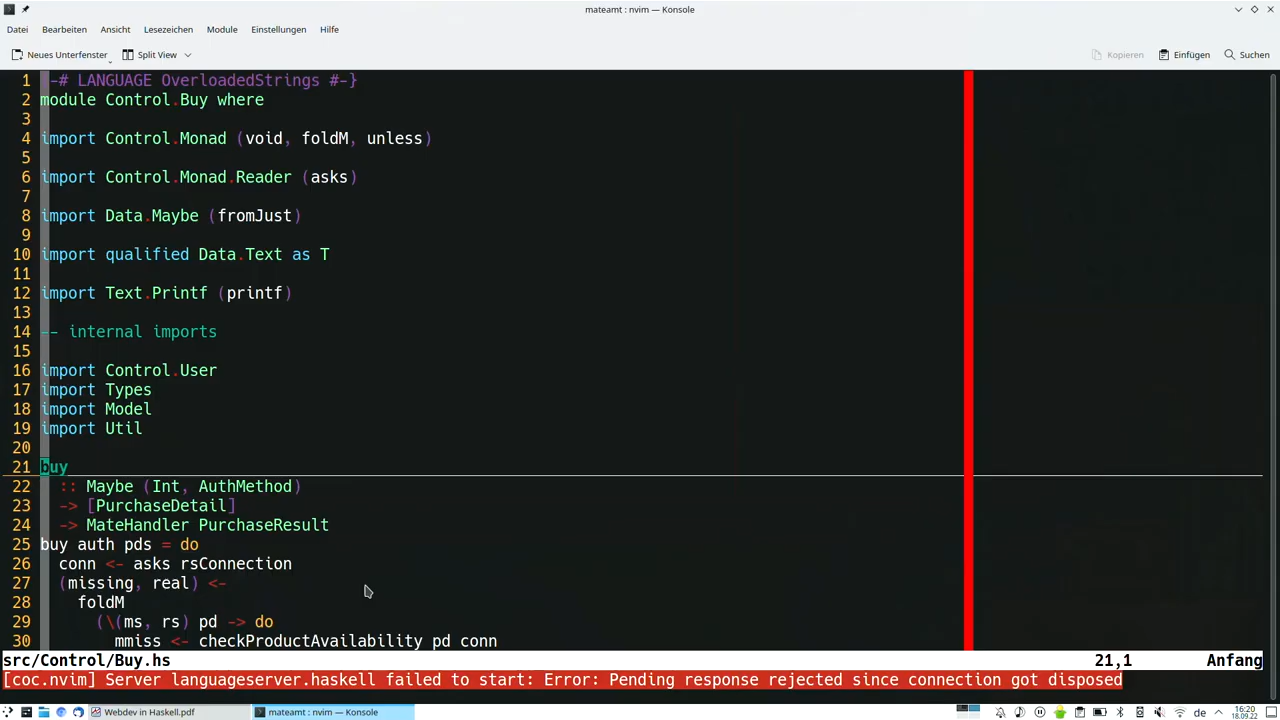 mateamt : nvim — Konsole
Datei Bearbeiten Ansicht Lesezeichen Module Einstellungen Hilfe
Neues Unterfenster Split View Kopieren Einfügen Suchen
1 -# LANGUAGE OverloadedStrings #-}
2 module Control.Buy where
3
4 import Control.Monad (void, foldM, unless)
5
6 import Control.Monad.Reader (asks)
7
8 import Data.Maybe (fromJust)
9
10 import qualified Data.Text as T
11
12 import Text.Printf (printf)
13
14 -- internal imports
15
16 import Control.User
17 import Types
18 import Model
19 import Util
20
21 buy
22 :: Maybe (Int, AuthMethod)
23 -> [PurchaseDetail]
24 -> MateHandler PurchaseResult
25 buy auth pds = do
26 conn <- asks rsConnection
27 (missing, real) <-
28 foldM
29 (\(ms, rs) pd -> do
30 mmiss <- checkProductAvailability pd conn
src/Control/Buy.hs 21,1 Anfang
[coc.nvim] Server languageserver.haskell failed to start: Error: Pending response rejected since connection got disposed
Webdev in Haskell.pdf mateamt : nvim — Konsole de 16:20
18.09.22